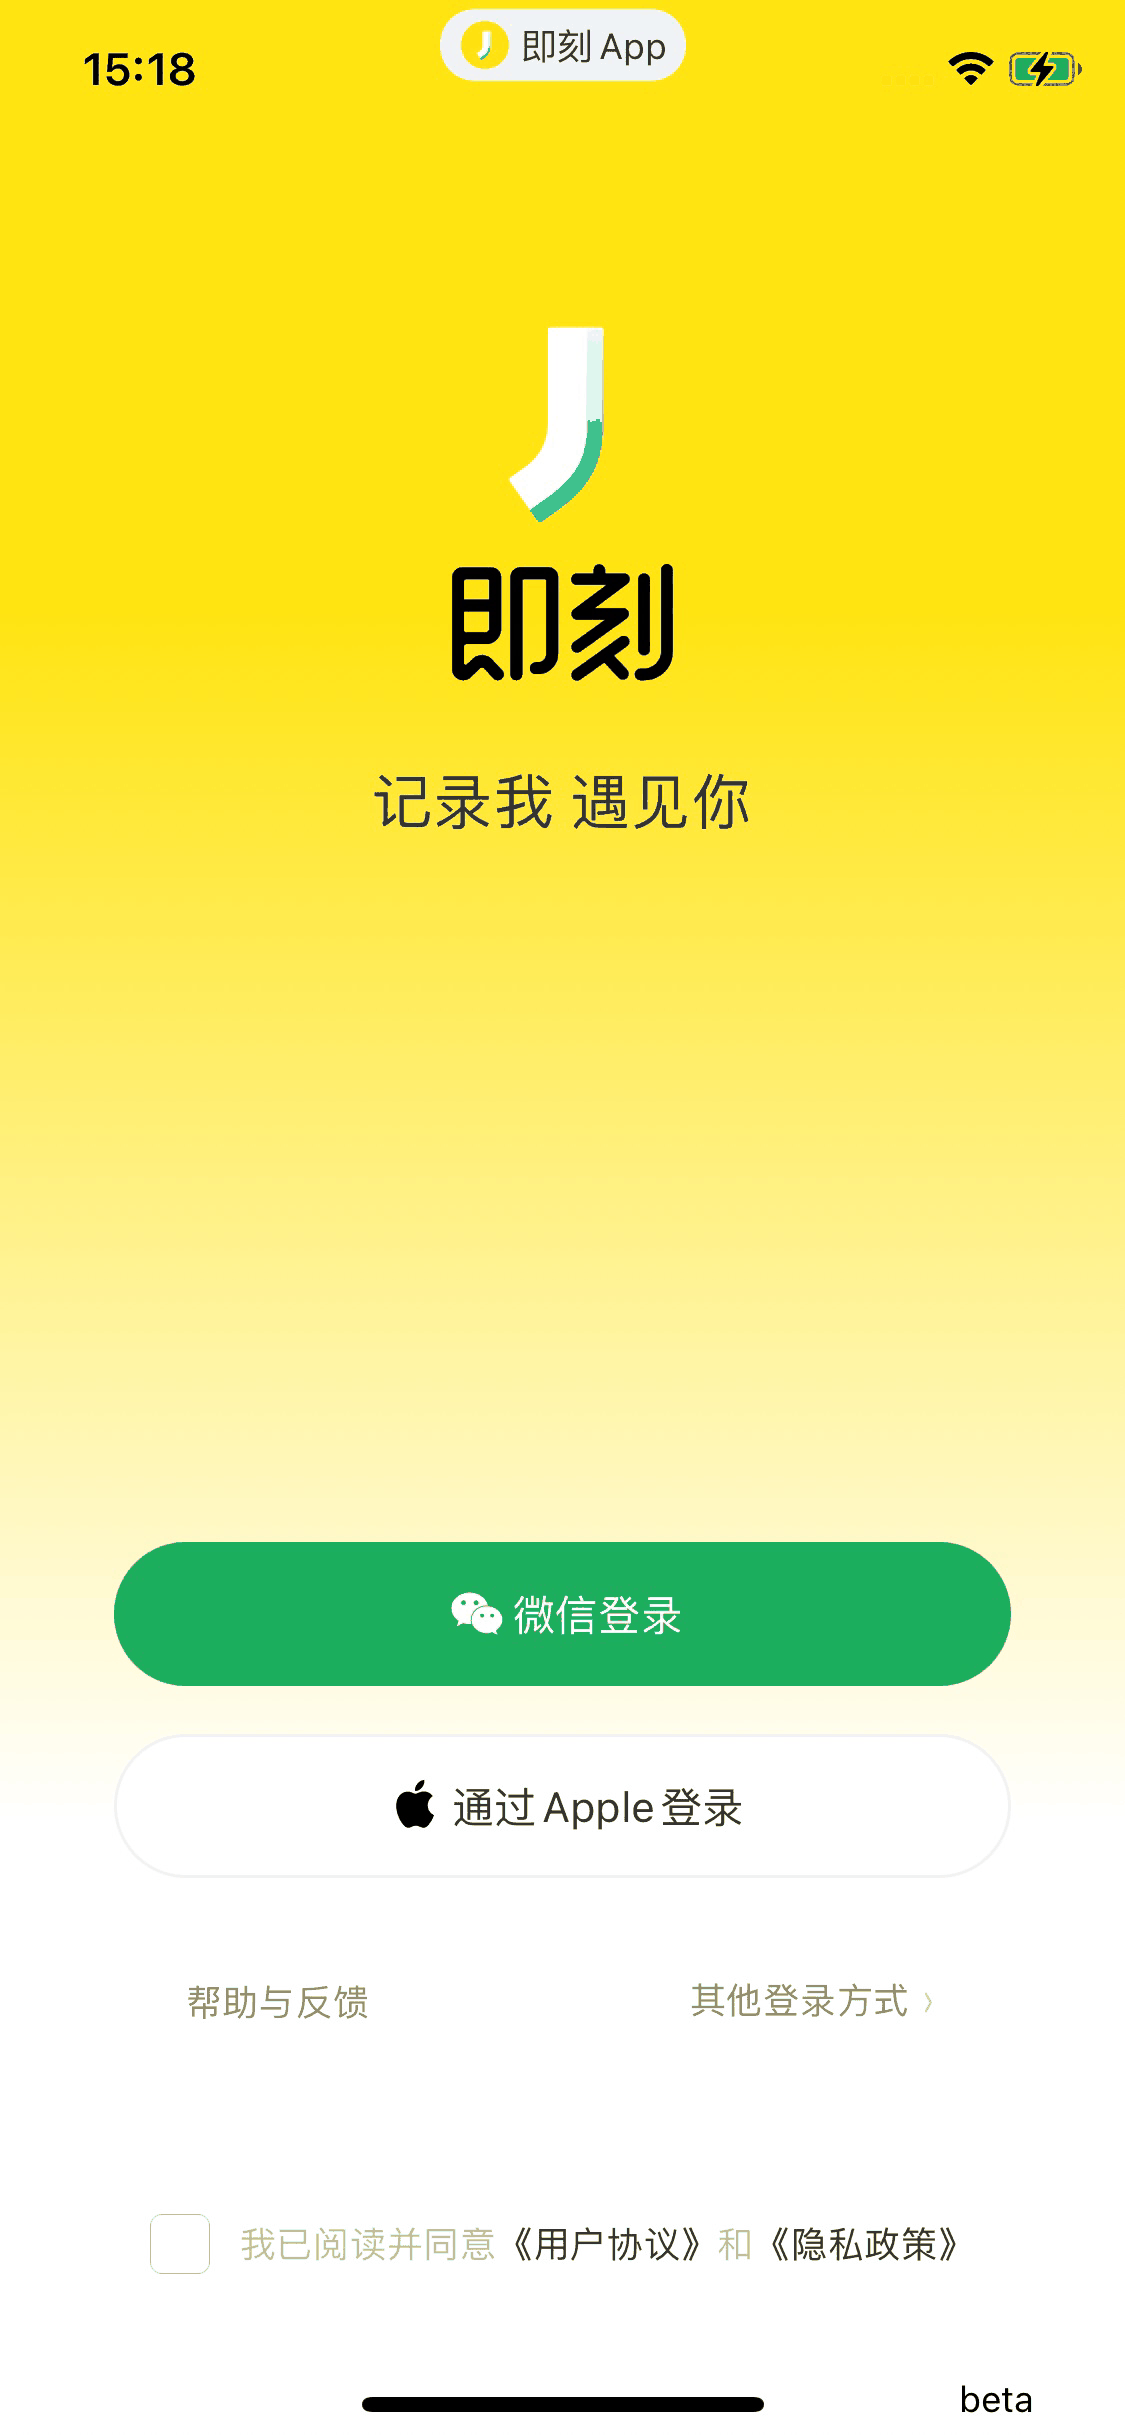 15:18
即刻 App
即刻
记录我 遇见你
微信登录
通过 Apple 登录
帮助与反馈
其他登录方式 〉
我已阅读并同意《用户协议》和《隐私政策》
beta